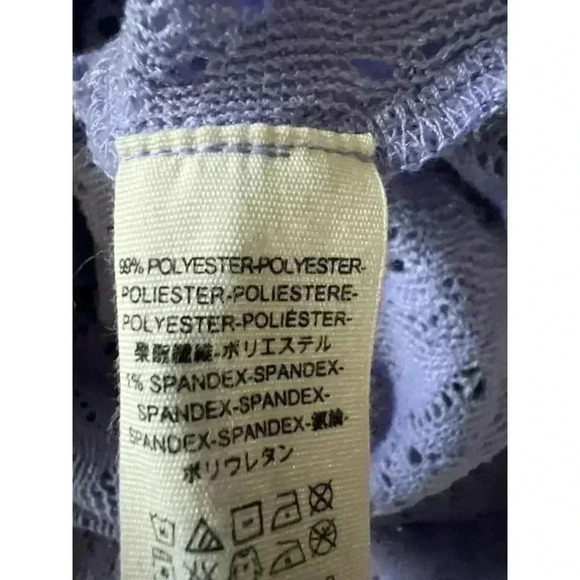 99% POLYESTER-POLYESTER-
POLIESTER-POLIESTERE-
POLYESTER-POLIÉSTER-
聚酯纖維-ポリエステル
1% SPANDEX-SPANDEX-
SPANDEX-SPANDEX-
SPANDEX-SPANDEX-氨綸-
ポリウレタン